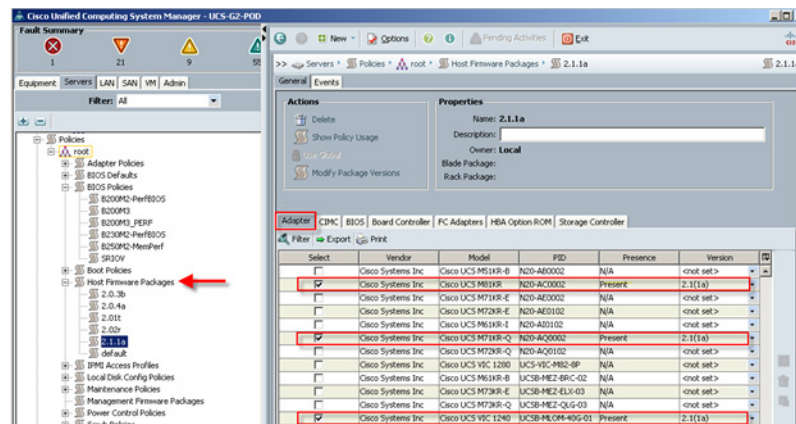 Cisco Unified Computing System Manager - UCS-G2-POD
Fault Summary
1 21 9
Equipment Servers LAN SAN VM Admin
Filter: All
Policies
root
Adapter Policies
BIOS Defaults
BIOS Policies
B200M2-PerfBIOS
B200M3
B200M3_PERF
B230M2-PerfBIOS
B250M2-MemPerf
SRIOV
Boot Policies
Host Firmware Packages
2.0.3b
2.0.4a
2.01t
2.02r
2.1.1a
default
IPMI Access Profiles
Local Disk Config Policies
Maintenance Policies
Management Firmware Packages
Power Control Policies
Scrub Policies
New Options Pending Activities Exit
>> Servers Policies root Host Firmware Packages 2.1.1a
General Events
Actions
Delete
Show Policy Usage
Use Global
Modify Package Versions
Properties
Name: 2.1.1a
Description:
Owner: Local
Blade Package:
Rack Package:
Adapter CIMC BIOS Board Controller FC Adapters HBA Option ROM Storage Controller
Filter Export Print
Select Vendor Model PID Presence Version
Cisco Systems Inc Cisco UCS M51KR-B N20-AB0002 N/A <not set>
Cisco Systems Inc Cisco UCS M81KR N20-AC0002 Present 2.1(1a)
Cisco Systems Inc Cisco UCS M71KR-E N20-AE0002 N/A <not set>
Cisco Systems Inc Cisco UCS M72KR-E N20-AE0102 N/A <not set>
Cisco Systems Inc Cisco UCS M61KR-I N20-AI0102 N/A <not set>
Cisco Systems Inc Cisco UCS M71KR-Q N20-AQ0002 Present 2.1(1a)
Cisco Systems Inc Cisco UCS M72KR-Q N20-AQ0102 N/A <not set>
Cisco Systems Inc Cisco UCS VIC 1280 UCS-VIC-M82-8P N/A <not set>
Cisco Systems Inc Cisco UCS M61KR-B UCSB-MEZ-BRC-02 N/A <not set>
Cisco Systems Inc Cisco UCS M73KR-E UCSB-MEZ-ELX-03 N/A <not set>
Cisco Systems Inc Cisco UCS M73KR-Q UCSB-MEZ-QLG-03 N/A <not set>
Cisco Systems Inc Cisco UCS VIC 1240 UCSB-MLOM-40G-01 Present 2.1(1a)